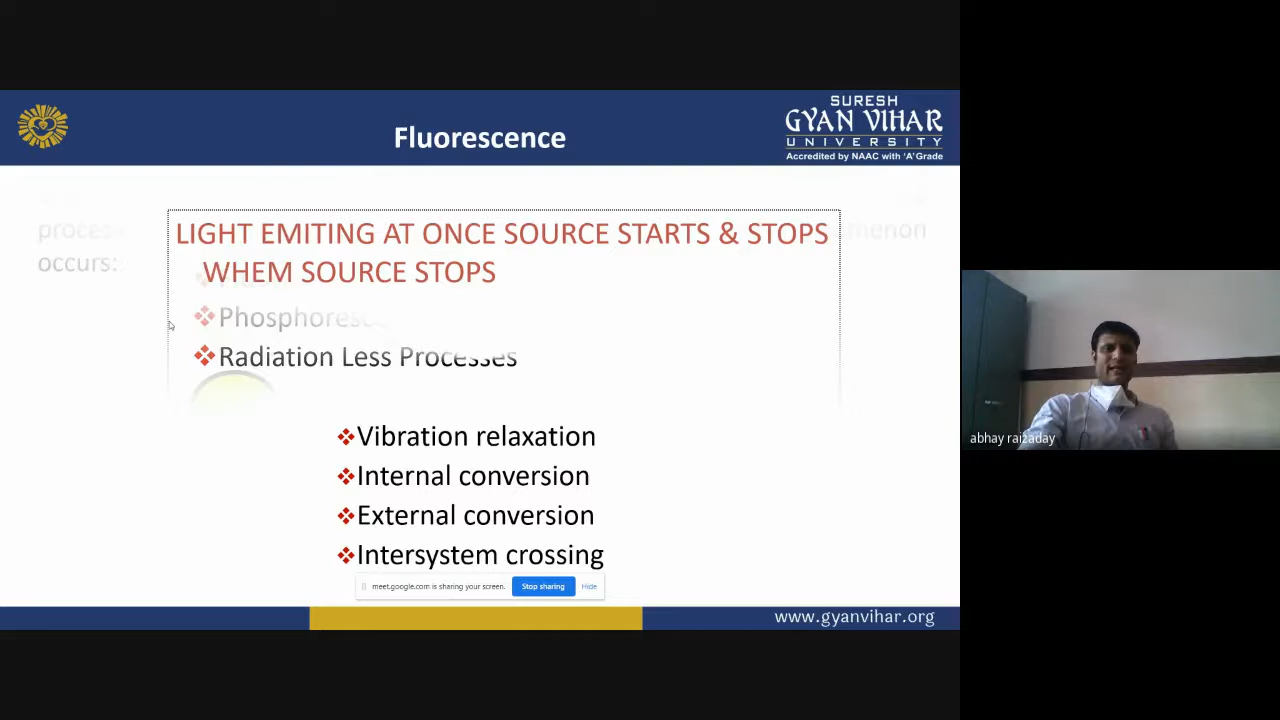 SURESH
GYAN VIHAR
UNIVERSITY
Accredited by NAAC with 'A' Grade
Fluorescence
LIGHT EMITING AT ONCE SOURCE STARTS & STOPS
WHEM SOURCE STOPS
occurs:
Radiation Less Processes
Vibration relaxation
Internal conversion
External conversion
Intersystem crossing
meet.google.com is sharing your screen. Stop sharing Hide
www.gyanvihar.org
abhay raizaday